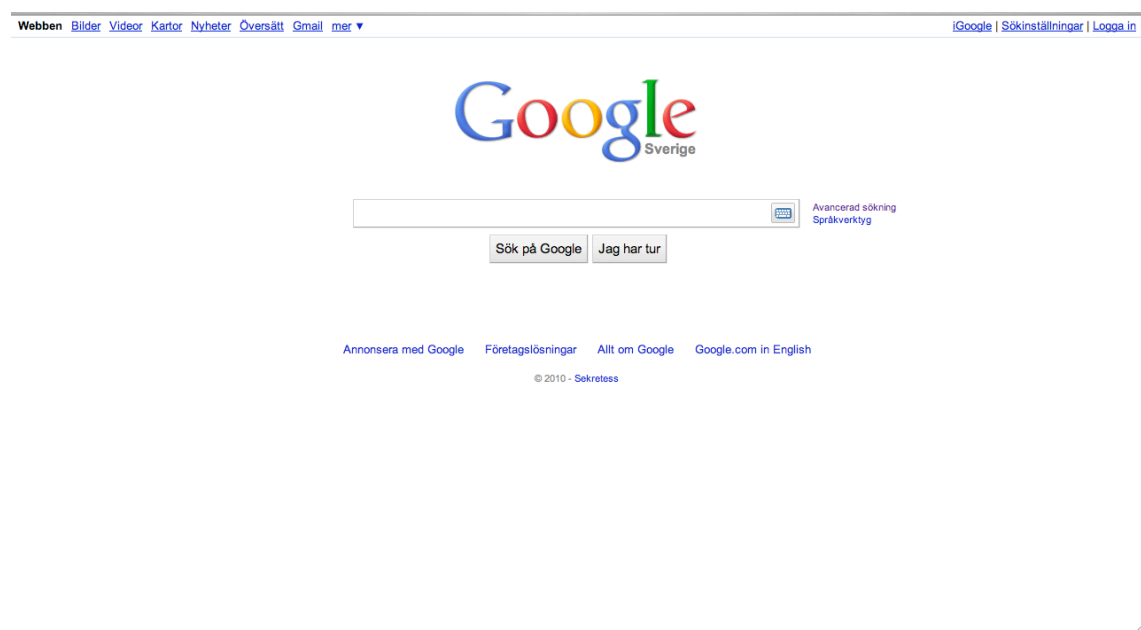 Webben Bilder Videor Kartor Nyheter Översätt Gmail mer ▼ iGoogle | Sökinställningar | Logga in
Google
Sverige
Avancerad sökning
Språkverktyg
Sök på Google Jag har tur
Annonsera med Google Företagslösningar Allt om Google Google.com in English
© 2010 - Sekretess